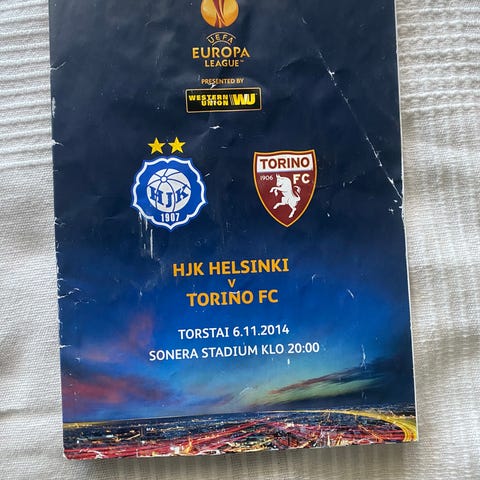 UEFA
EUROPA
LEAGUE™
PRESENTED BY
WESTERN
UNION WU
HJK
1907
TORINO
1906 FC
HJK HELSINKI
V
TORINO FC
TORSTAI 6.11.2014
SONERA STADIUM KLO 20:00